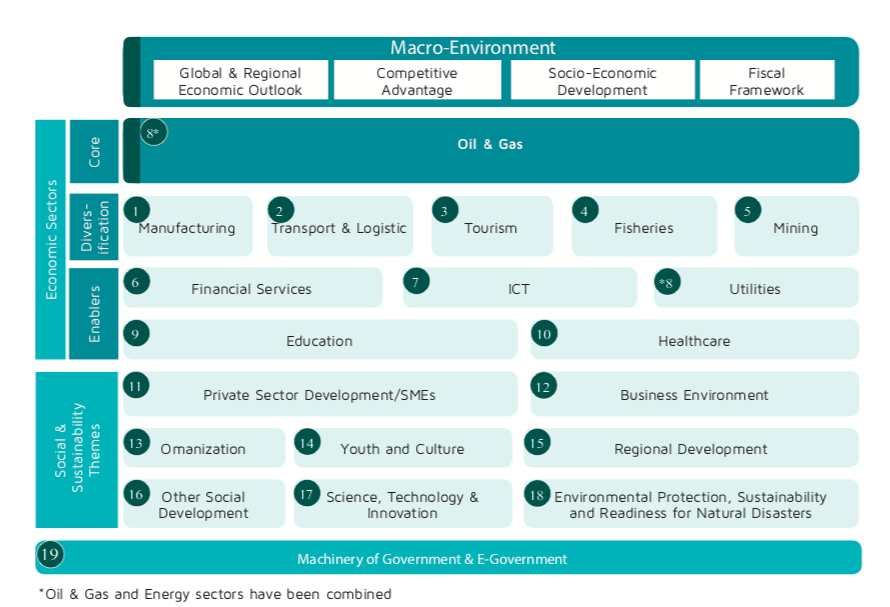 Macro-Environment
Global & Regional
Economic Outlook
Competitive
Advantage
Socio-Economic
Development
Fiscal
Framework
Economic Sectors
Core
8*
Oil & Gas
Divers-
ification
1
Manufacturing
2
Transport & Logistic
3
Tourism
4
Fisheries
5
Mining
Enablers
6
Financial Services
7
ICT
*8
Utilities
9
Education
10
Healthcare
Social &
Sustainability
Themes
11
Private Sector Development/SMEs
12
Business Environment
13
Omanization
14
Youth and Culture
15
Regional Development
16
Other Social
Development
17
Science, Technology &
Innovation
18
Environmental Protection, Sustainability
and Readiness for Natural Disasters
19
Machinery of Government & E-Government
*Oil & Gas and Energy sectors have been combined